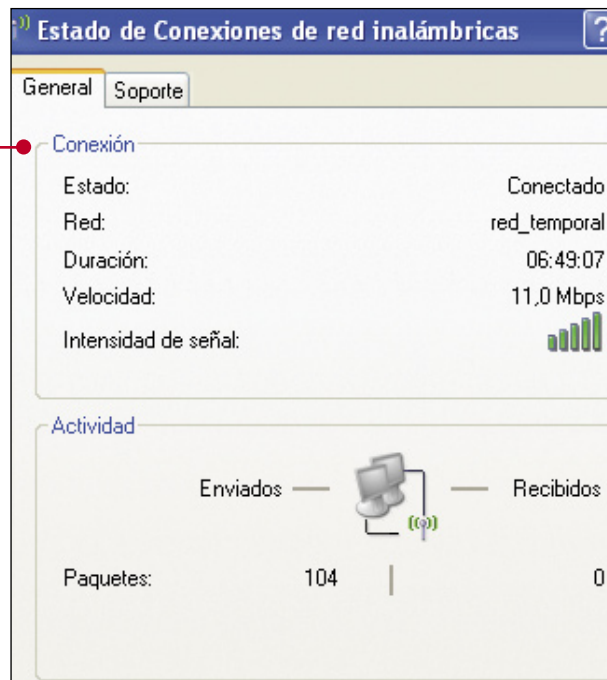 Estado de Conexiones de red inalámbricas ?
General Soporte
Conexión
Estado: Conectado
Red: red_temporal
Duración: 06:49:07
Velocidad: 11,0 Mbps
Intensidad de señal:
Actividad
Enviados Recibidos
Paquetes: 104 0